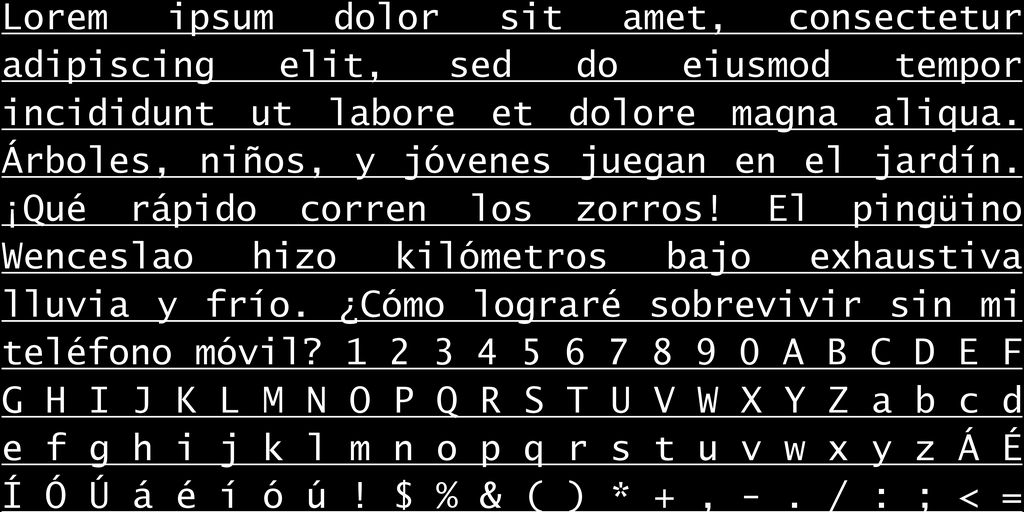 Lorem ipsum dolor sit amet, consectetur
adipiscing elit, sed do eiusmod tempor
incididunt ut labore et dolore magna aliqua.
Árboles, niños, y jóvenes juegan en el jardín.
¡Qué rápido corren los zorros! El pingüino
Wenceslao hizo kilómetros bajo exhaustiva
lluvia y frío. ¿Cómo lograré sobrevivir sin mi
teléfono móvil? 1 2 3 4 5 6 7 8 9 0 A B C D E F
G H I J K L M N O P Q R S T U V W X Y Z a b c d
e f g h i j k l m n o p q r s t u v w x y z Á É
Í Ó Ú á é í ó ú ! $ % & ( ) * + , - . / : ; < =